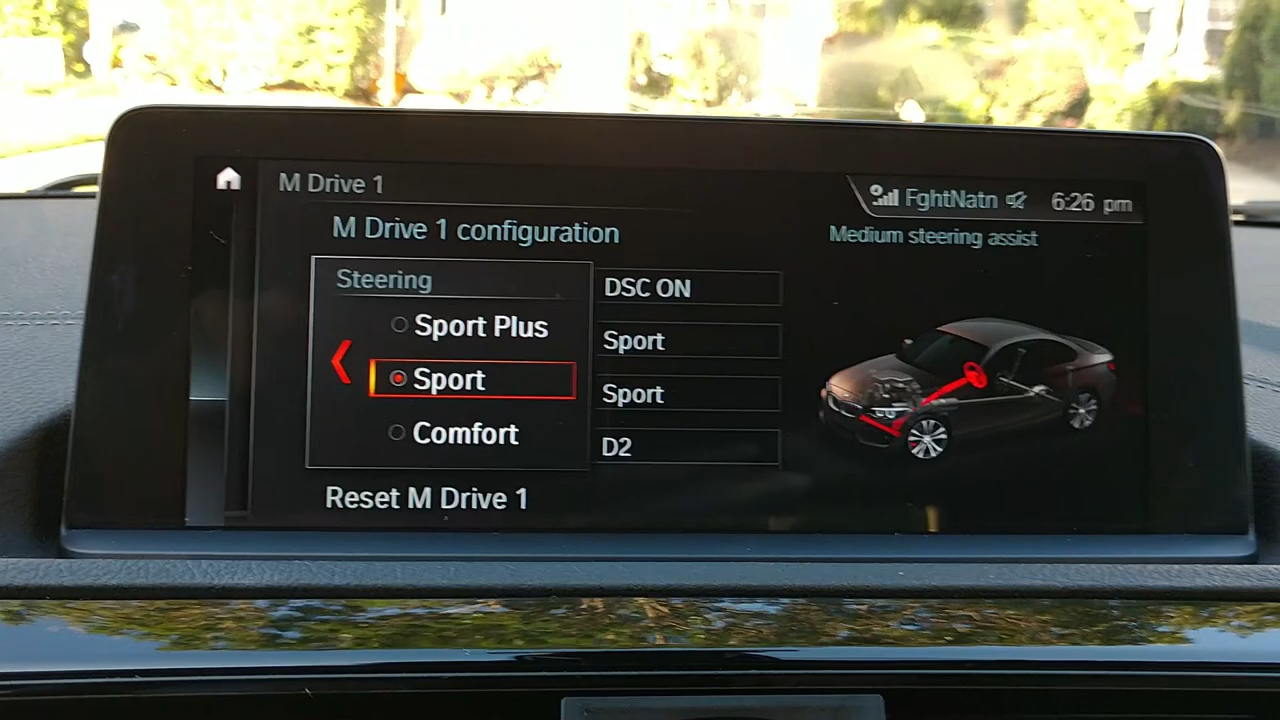 M Drive 1
FghtNatn 6:26 pm
M Drive 1 configuration
Medium steering assist
Steering
Sport Plus
Sport
Comfort
DSC ON
Sport
Sport
D2
Reset M Drive 1